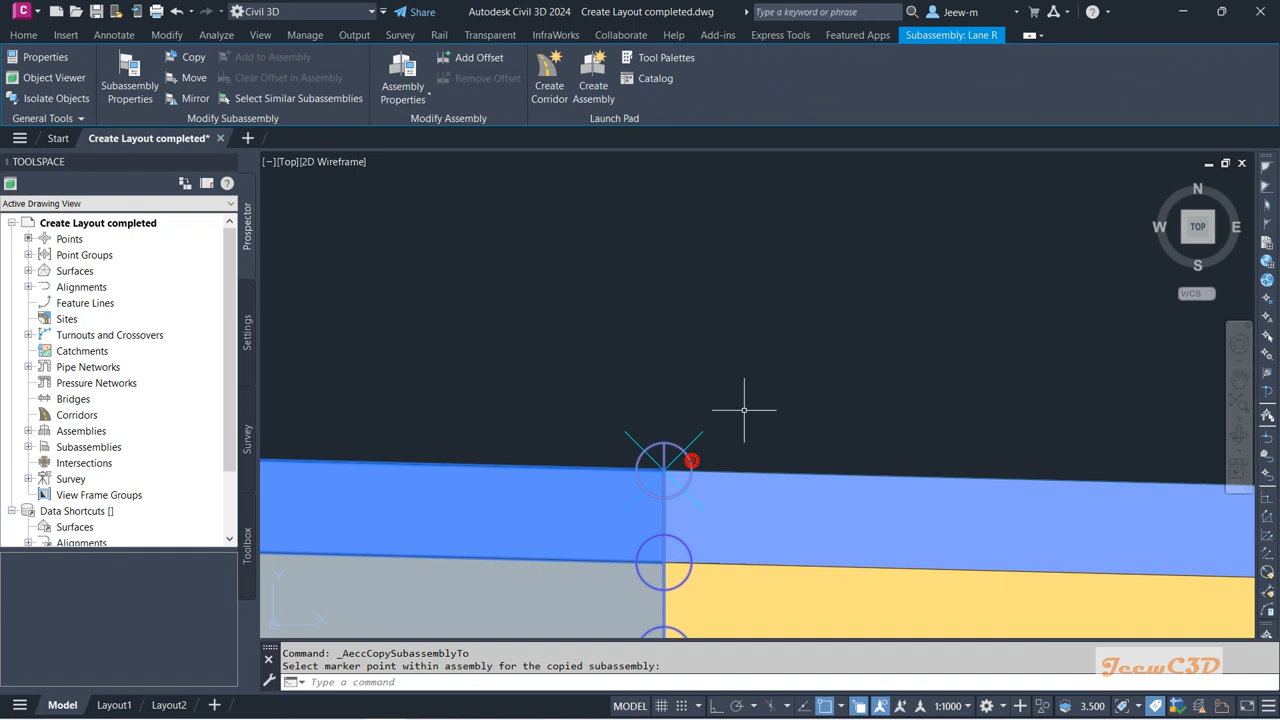 C
Civil 3D
Share
Autodesk Civil 3D 2024
Create Layout completed.dwg
Type a keyword or phrase
Jeew-m
Home
Insert
Annotate
Modify
Analyze
View
Manage
Output
Survey
Rail
Transparent
InfraWorks
Collaborate
Help
Add-ins
Express Tools
Featured Apps
Subassembly: Lane R
Properties
Object Viewer
Isolate Objects
General Tools
Subassembly
Properties
Copy
Move
Mirror
Add to Assembly
Clear Offset in Assembly
Select Similar Subassemblies
Modify Subassembly
Assembly
Properties
Add Offset
Remove Offset
Modify Assembly
Create
Corridor
Create
Assembly
Tool Palettes
Catalog
Launch Pad
Start
Create Layout completed*
TOOLSPACE
Active Drawing View
Create Layout completed
Points
Point Groups
Surfaces
Alignments
Feature Lines
Sites
Turnouts and Crossovers
Catchments
Pipe Networks
Pressure Networks
Bridges
Corridors
Assemblies
Subassemblies
Intersections
Survey
View Frame Groups
Data Shortcuts []
Surfaces
Alignments
Prospector
Settings
Survey
Toolbox
[−][Top][2D Wireframe]
N
W
TOP
E
S
WCS
Y
X
Command: _AeccCopySubassemblyTo
Select marker point within assembly for the copied subassembly:
Type a command
JeewC3D
Model
Layout1
Layout2
MODEL
1:1000
3.500